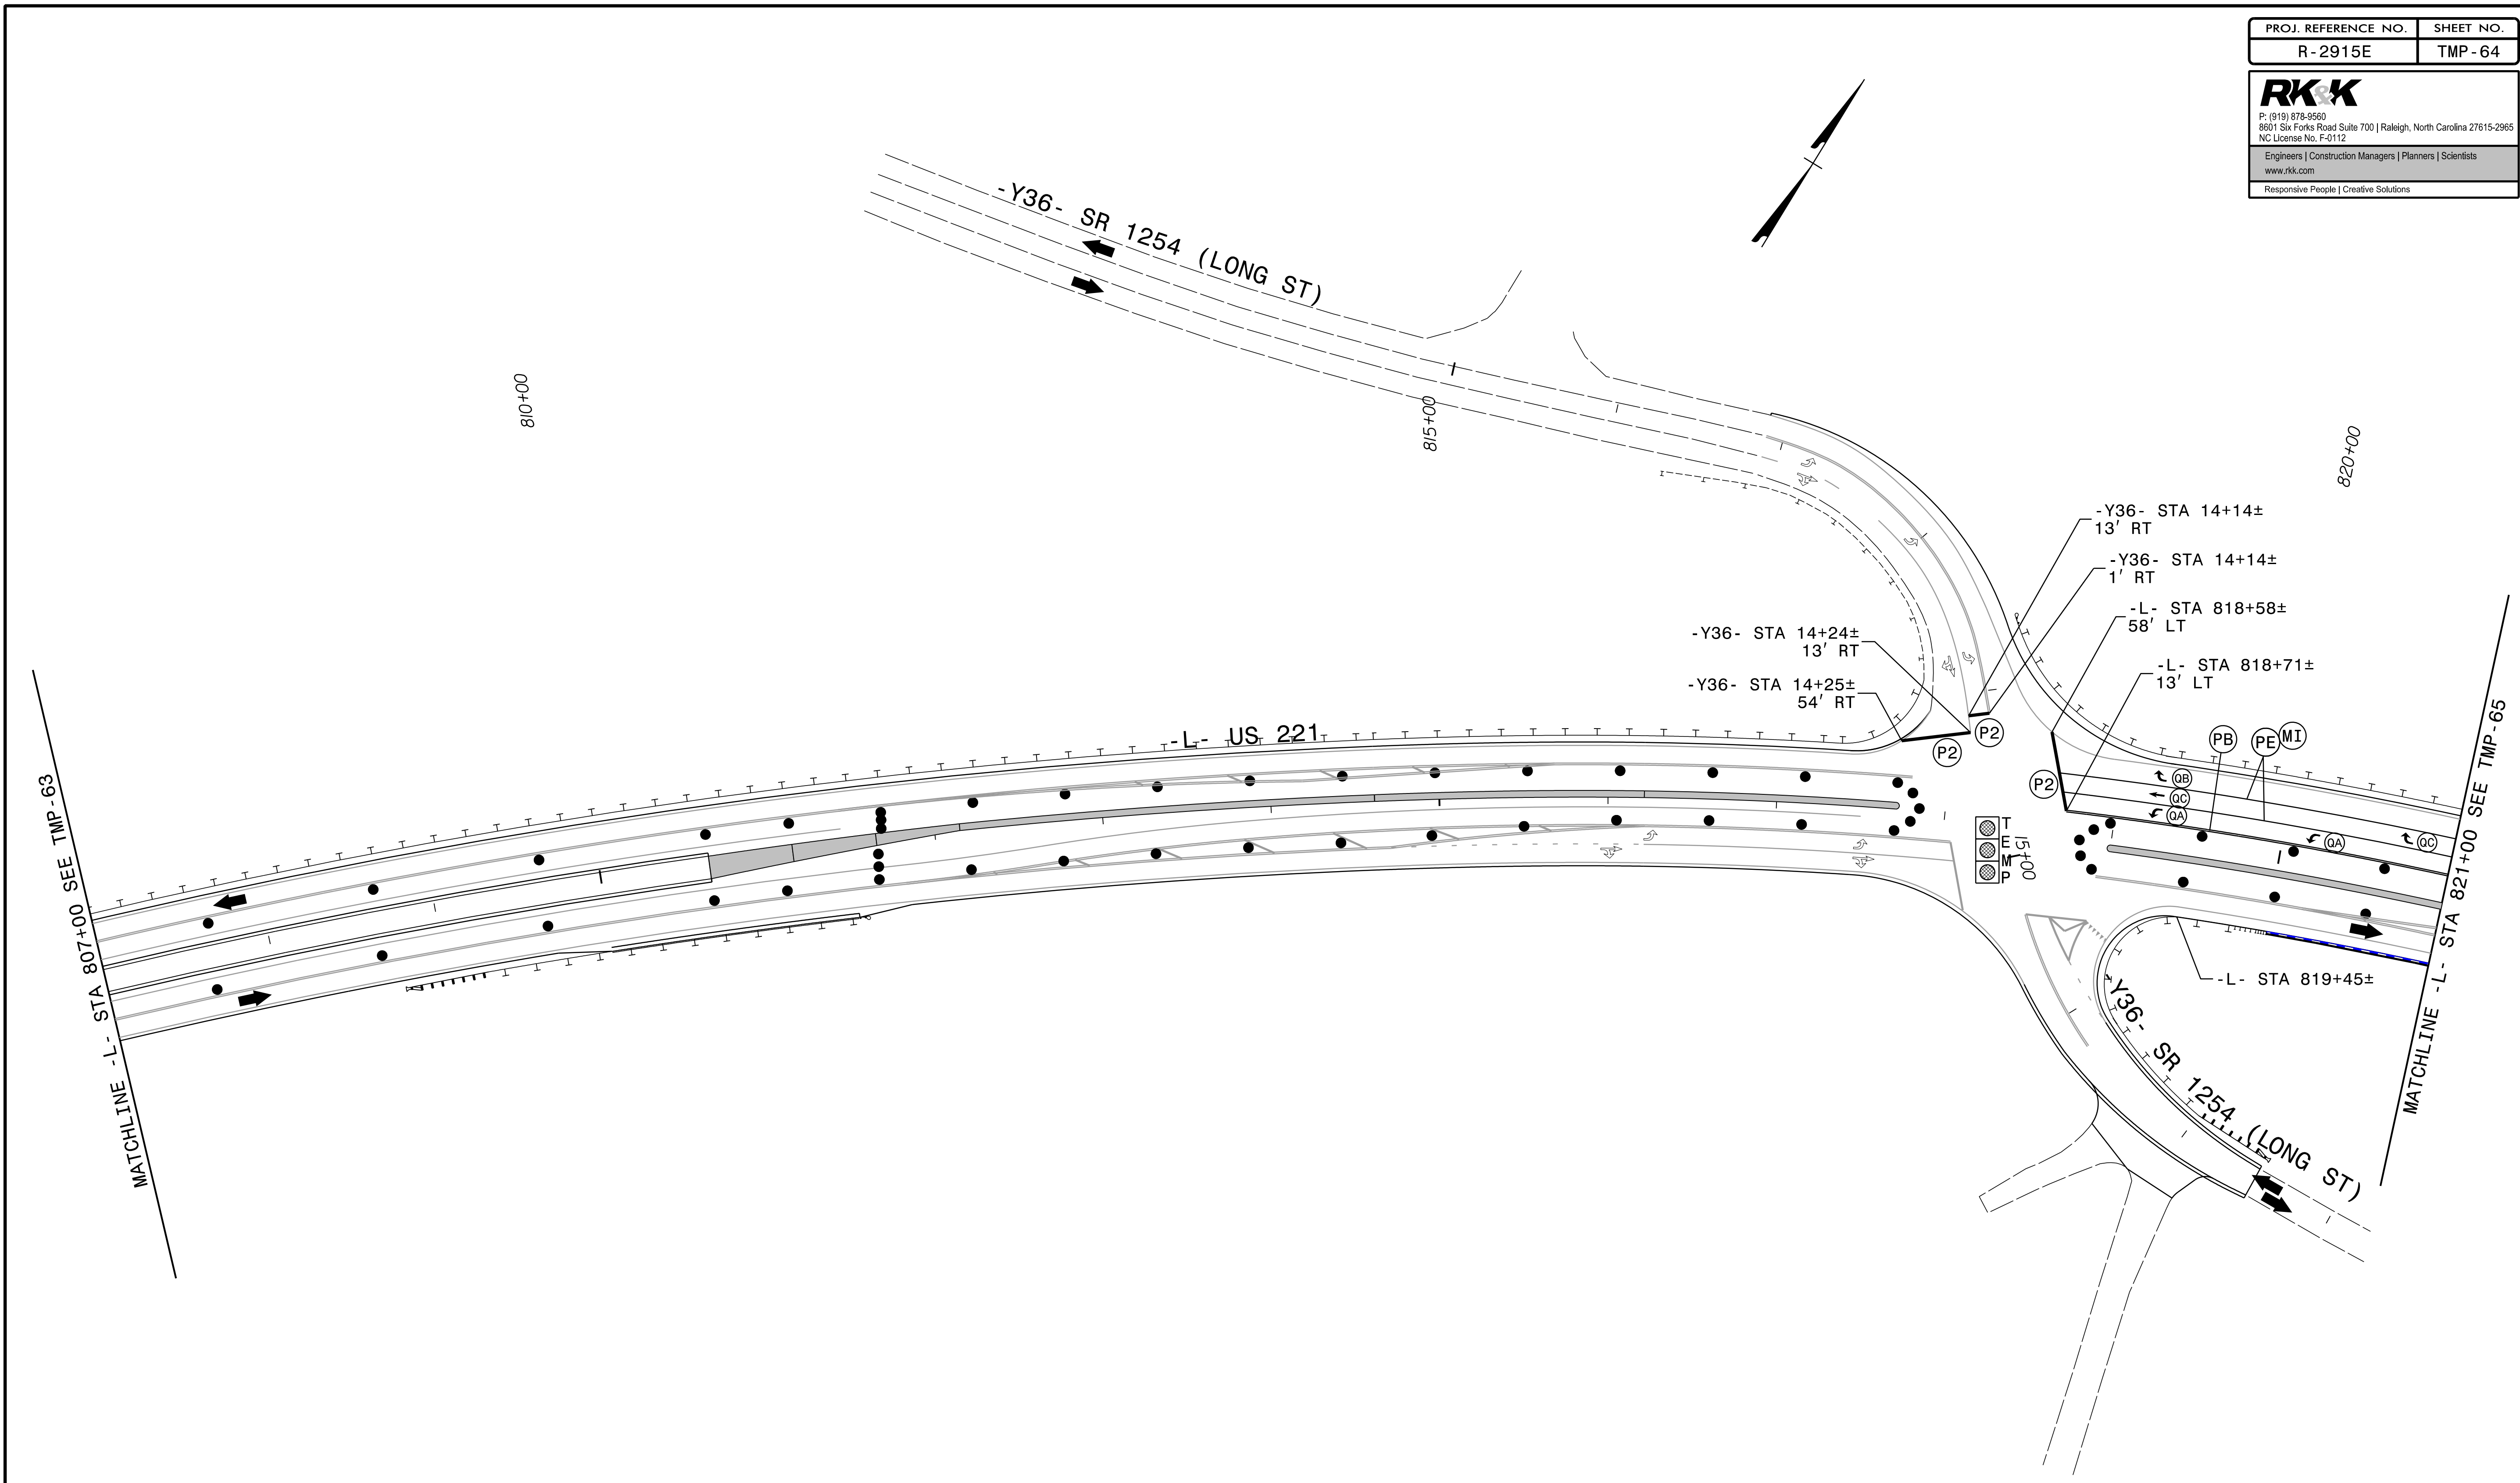 PROJ. REFERENCE NO. SHEET NO.
R-2915E TMP-64
RK&K
P: (919) 878-9560
8601 Six Forks Road Suite 700 | Raleigh, North Carolina 27615-2965
NC License No. F-0112
Engineers | Construction Managers | Planners | Scientists
www.rkk.com
Responsive People | Creative Solutions
-Y36- SR 1254 (LONG ST)
810+00
815+00
820+00
-Y36- STA 14+14±
13' RT
-Y36- STA 14+14±
1' RT
-L- STA 818+58±
58' LT
-L- STA 818+71±
13' LT
-Y36- STA 14+24±
13' RT
-Y36- STA 14+25±
54' RT
-L- US 221
P2
P2
P2
PB
PE
MI
QB
QC
QA
QA
QC
TEMP
15+00
-L- STA 819+45±
-Y36- SR 1254 (LONG ST)
MATCHLINE -L- STA 807+00 SEE TMP-63
MATCHLINE -L- STA 821+00 SEE TMP-65